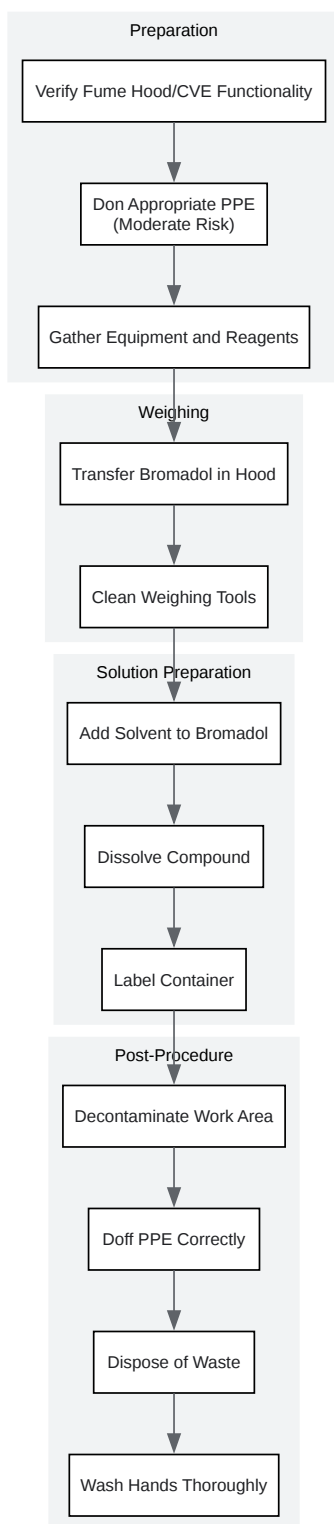 Preparation
Verify Fume Hood/CVE Functionality
Don Appropriate PPE
(Moderate Risk)
Gather Equipment and Reagents
Weighing
Transfer Bromadol in Hood
Clean Weighing Tools
Solution Preparation
Add Solvent to Bromadol
Dissolve Compound
Label Container
Post-Procedure
Decontaminate Work Area
Doff PPE Correctly
Dispose of Waste
Wash Hands Thoroughly